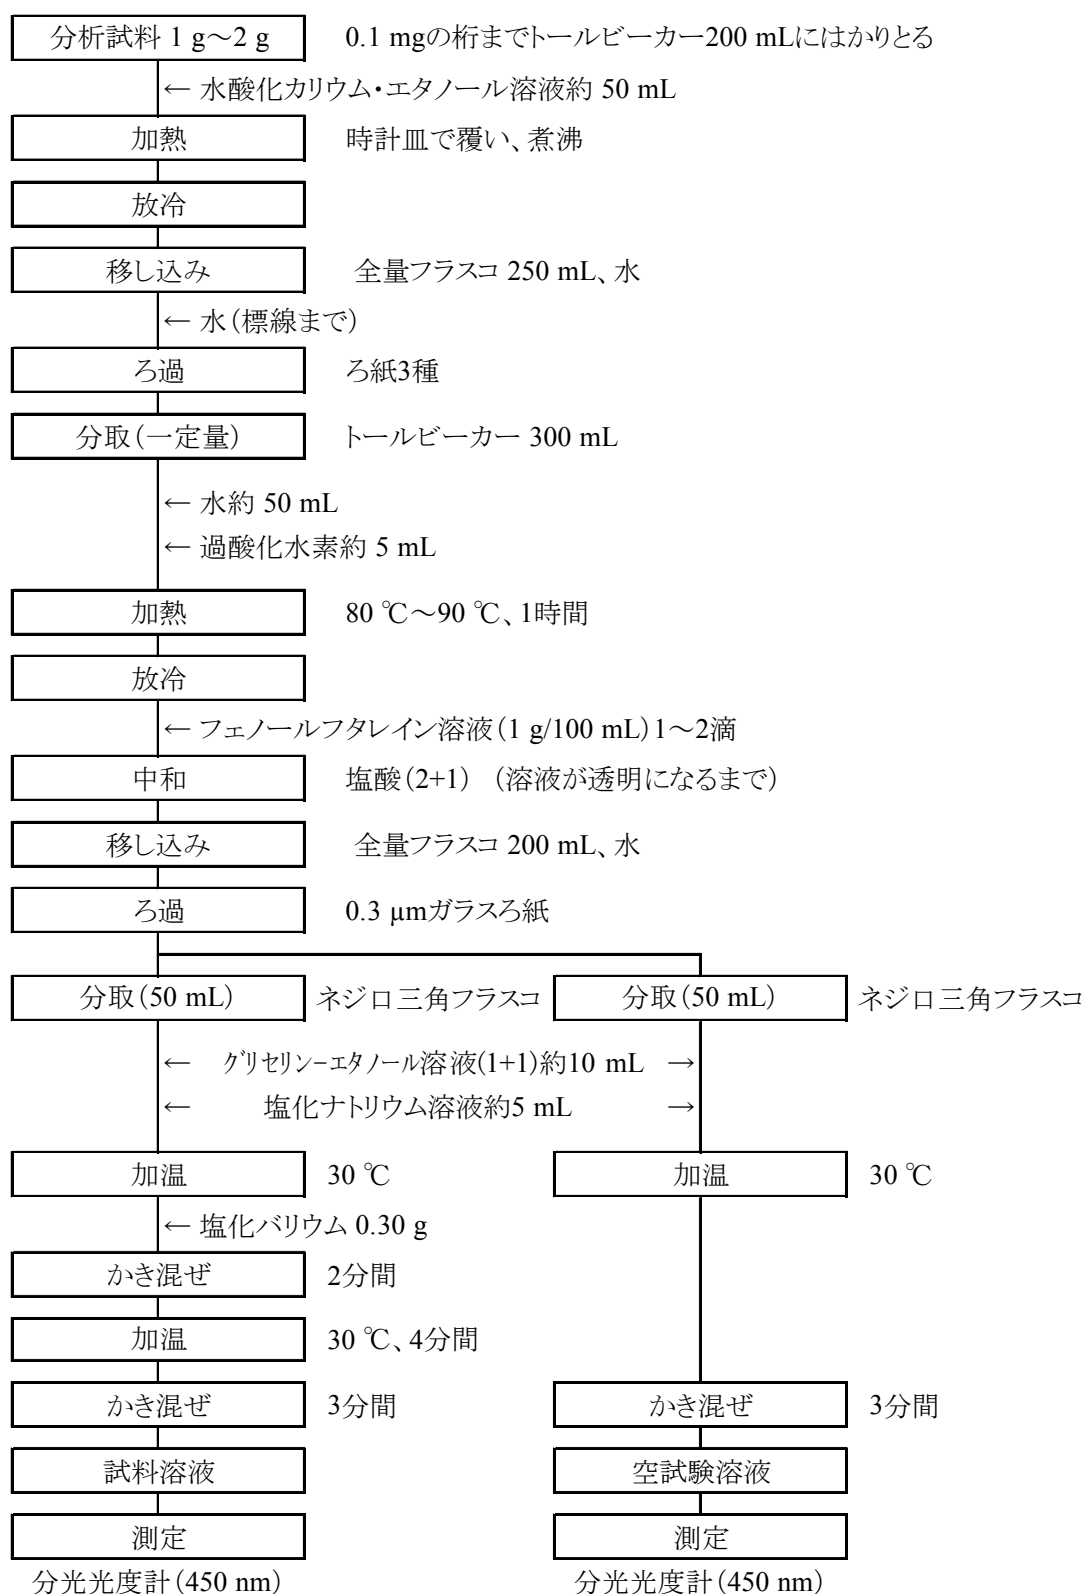 分析試料 1 g～2 g 0.1 mgの桁までトールビーカー200 mLにはかりとる
← 水酸化カリウム・エタノール溶液約 50 mL
加熱 時計皿で覆い、煮沸
放冷
移し込み 全量フラスコ 250 mL、水
← 水（標線まで）
ろ過 ろ紙3種
分取（一定量） トールビーカー 300 mL
← 水約 50 mL
← 過酸化水素約 5 mL
加熱 80 ℃～90 ℃、1時間
放冷
← フェノールフタレイン溶液（1 g/100 mL）1～2滴
中和 塩酸（2+1） （溶液が透明になるまで）
移し込み 全量フラスコ 200 mL、水
ろ過 0.3 µmガラスろ紙
分取（50 mL） ネジ口三角フラスコ 分取（50 mL） ネジ口三角フラスコ
← グリセリン−エタノール溶液(1+1)約10 mL →
← 塩化ナトリウム溶液約5 mL →
加温 30 ℃ 加温 30 ℃
← 塩化バリウム 0.30 g
かき混ぜ 2分間
加温 30 ℃、4分間
かき混ぜ 3分間 かき混ぜ 3分間
試料溶液 空試験溶液
測定 測定
分光光度計（450 nm） 分光光度計（450 nm）